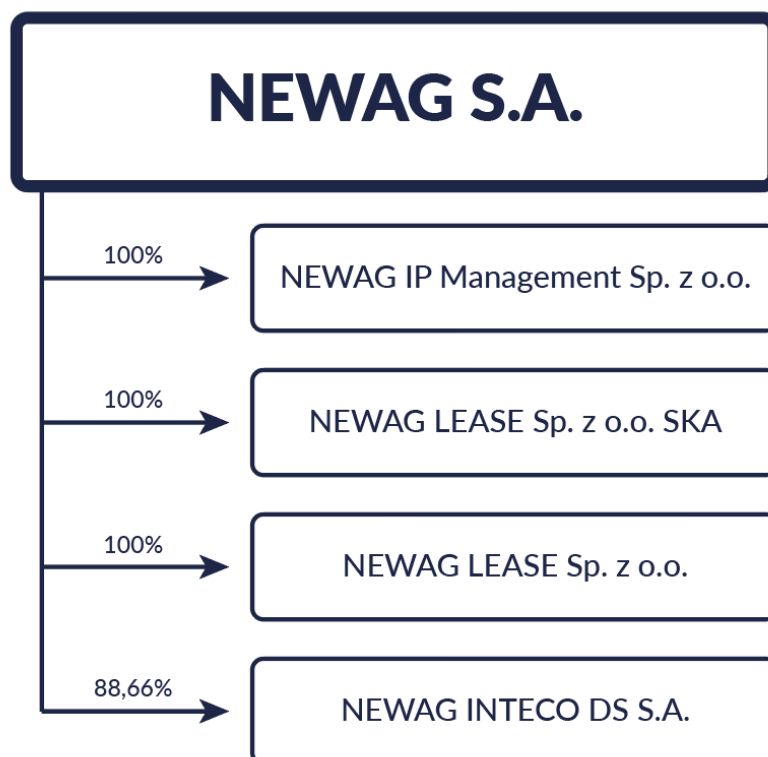 NEWAG S.A.
100%
NEWAG IP Management Sp. z o.o.
100%
NEWAG LEASE Sp. z o.o. SKA
100%
NEWAG LEASE Sp. z o.o.
88,66%
NEWAG INTECO DS S.A.